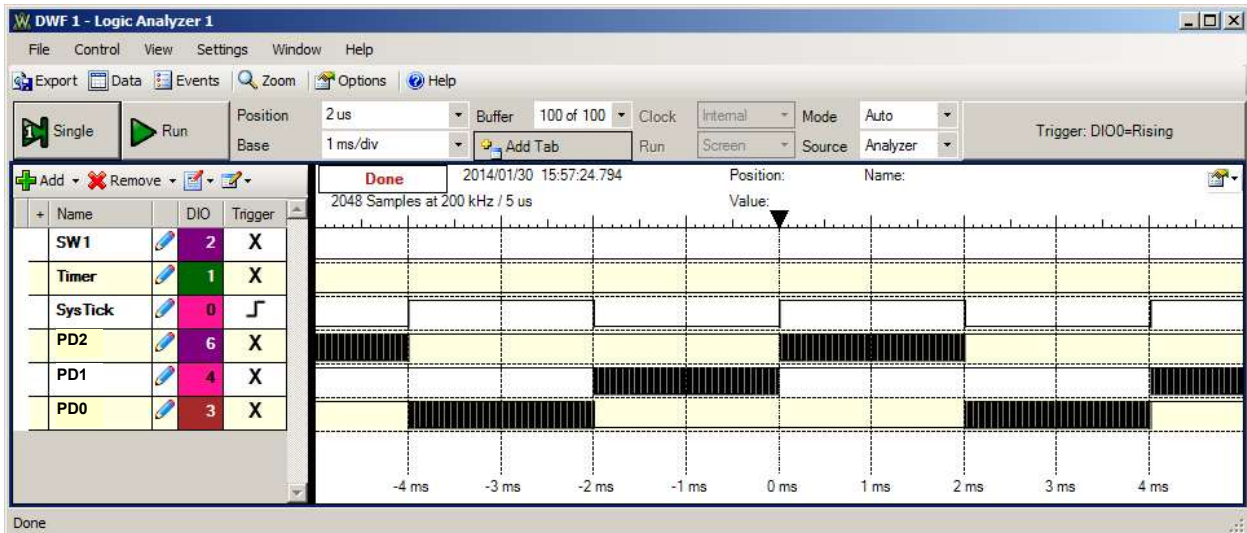 DWF 1 - Logic Analyzer 1
File Control View Settings Window Help
Export Data Events Zoom Options Help
Single Run Position 2 us Buffer 100 of 100 Clock Internal Mode Auto Trigger: DIO0=Rising
Base 1 ms/div Add Tab Run Screen Source Analyzer
Add Remove Done 2014/01/30 15:57:24.794 Position: Name:
2048 Samples at 200 kHz / 5 us Value:
+ Name DIO Trigger
SW1 2 X
Timer 1 X
SysTick 0
PD2 6 X
PD1 4 X
PD0 3 X
-4 ms -3 ms -2 ms -1 ms 0 ms 1 ms 2 ms 3 ms 4 ms
Done